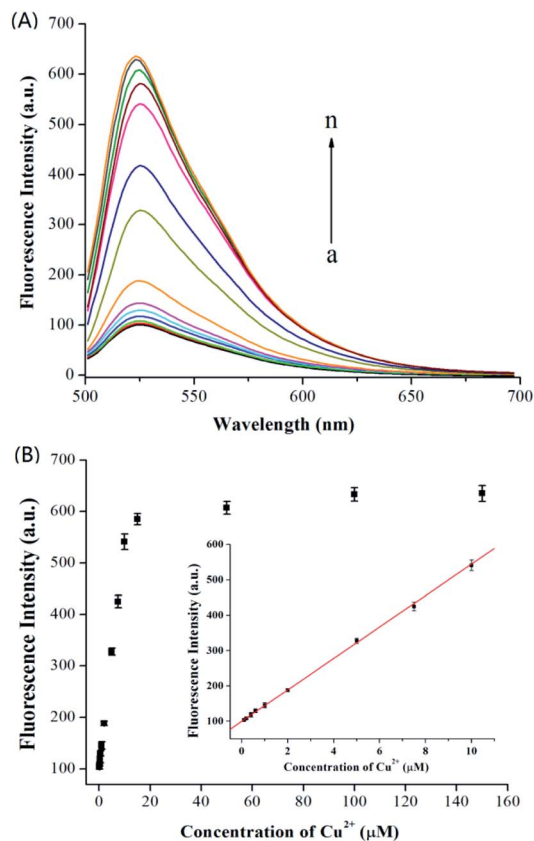 (A)
700
600
500
400
300
200
100
0
Fluorescence Intensity (a.u.)
n
a
500 550 600 650 700
Wavelength (nm)
(B)
700
600
500
400
300
200
100
Fluorescence Intensity (a.u.)
0 20 40 60 80 100 120 140 160
Concentration of Cu²⁺ (μM)
600
500
400
300
200
100
Fluorescence Intensity (a.u.)
0 2 4 6 8 10
Concentration of Cu²⁺ (μM)